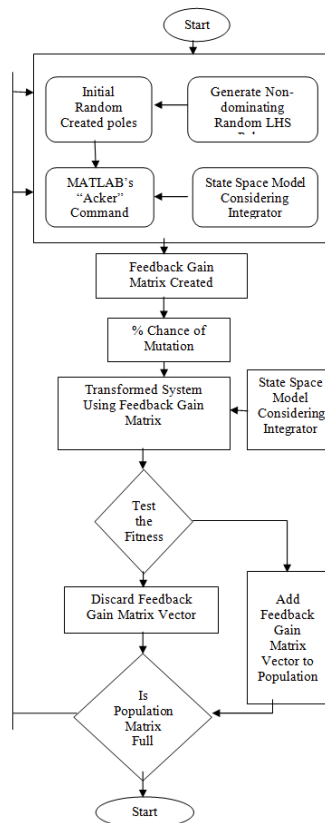 Start
Initial
Random
Created poles
Generate Non-
dominating
Random LHS
MATLAB's
"Acker"
Command
State Space Model
Considering
Integrator
Feedback Gain
Matrix Created
% Chance of
Mutation
Transformed System
Using Feedback Gain
Matrix
State Space
Model
Considering
Integrator
Test
the
Fitness
Discard Feedback
Gain Matrix Vector
Add
Feedback
Gain
Matrix
Vector to
Population
Is
Population
Matrix
Full
Start